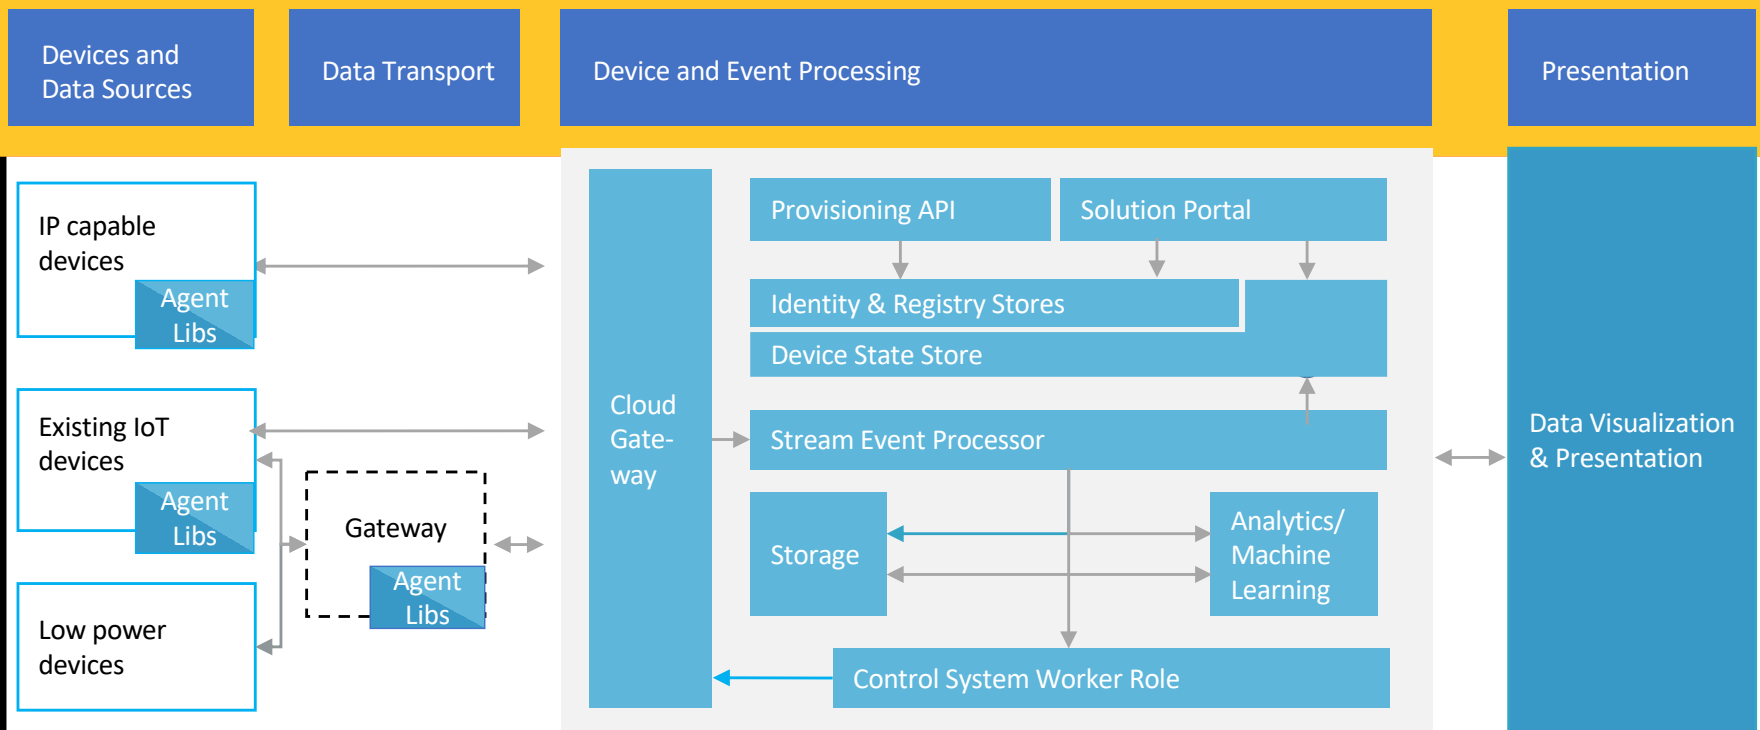 Devices and
Data Sources
Data Transport
Device and Event Processing
Presentation
IP capable
devices
Agent
Libs
Existing IoT
devices
Agent
Libs
Low power
devices
Gateway
Agent
Libs
Cloud
Gate-
way
Provisioning API
Solution Portal
Identity & Registry Stores
Device State Store
Stream Event Processor
Storage
Analytics/
Machine
Learning
Control System Worker Role
Data Visualization
& Presentation